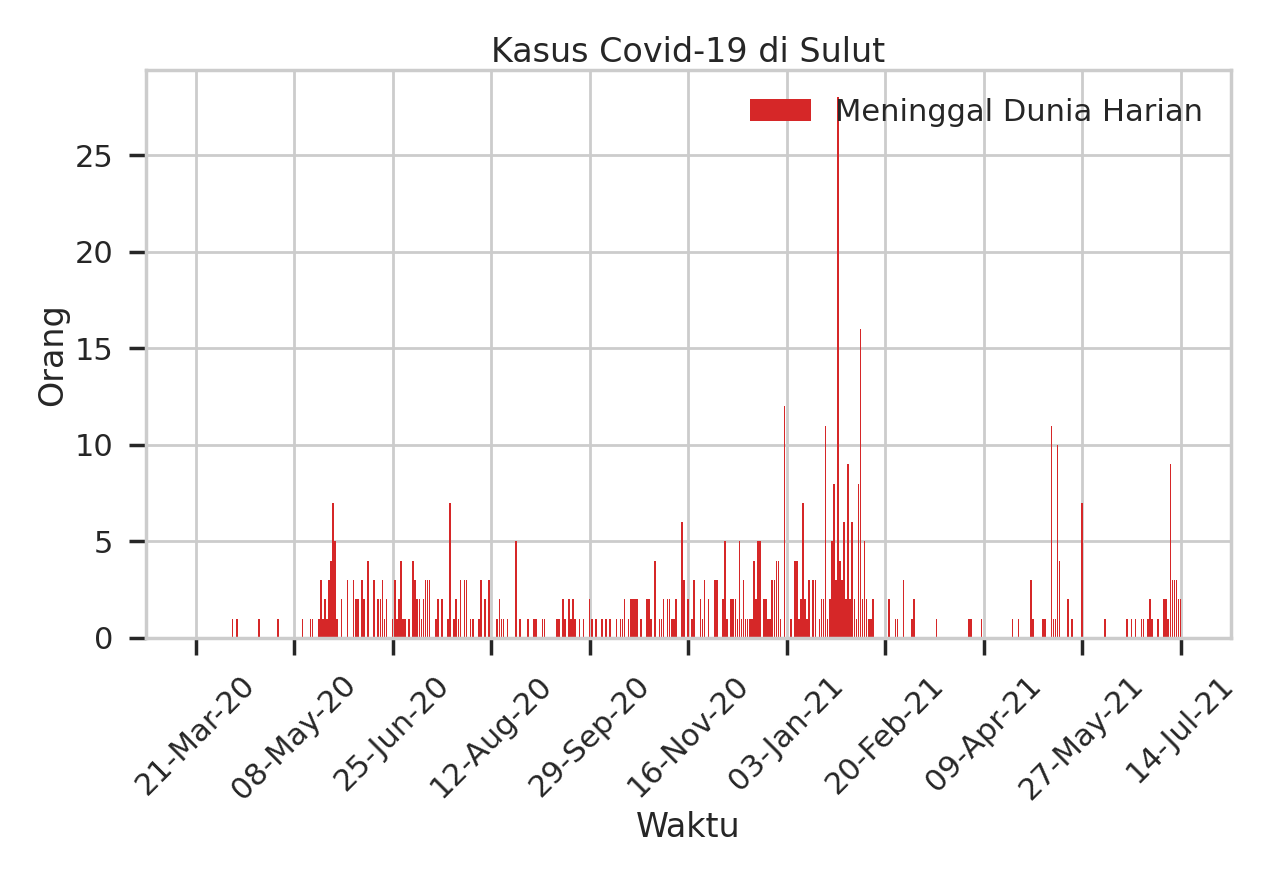 Kasus Covid-19 di Sulut
Meninggal Dunia Harian
Orang
25
20
15
10
5
0
21-Mar-20
08-May-20
25-Jun-20
12-Aug-20
29-Sep-20
16-Nov-20
03-Jan-21
20-Feb-21
09-Apr-21
27-May-21
14-Jul-21
Waktu